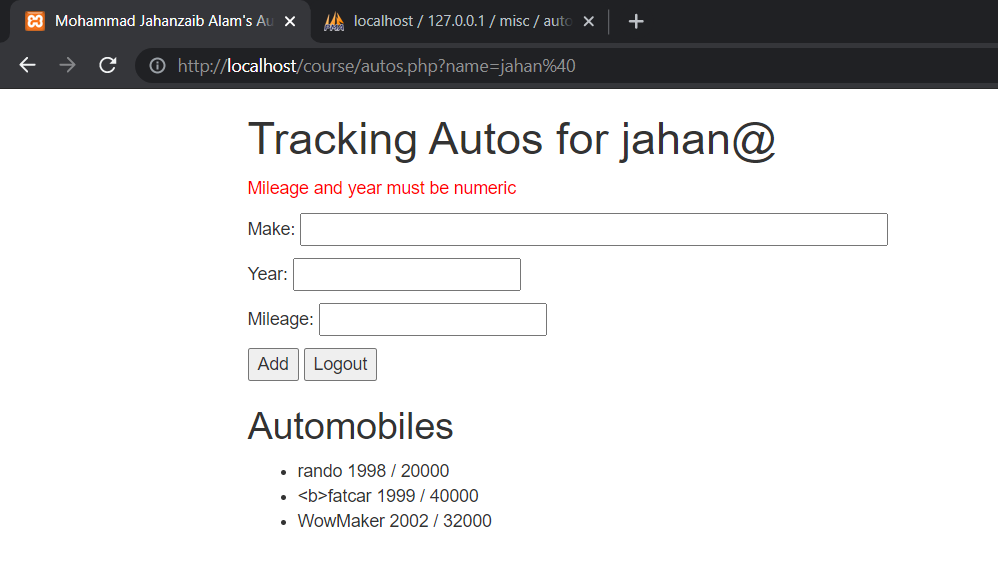 Mohammad Jahanzaib Alam's Au
localhost / 127.0.0.1 / misc / auto
http://localhost/course/autos.php?name=jahan%40
Tracking Autos for jahan@
Mileage and year must be numeric
Make:
Year:
Mileage:
Add Logout
Automobiles
rando 1998 / 20000
<b>fatcar 1999 / 40000
WowMaker 2002 / 32000